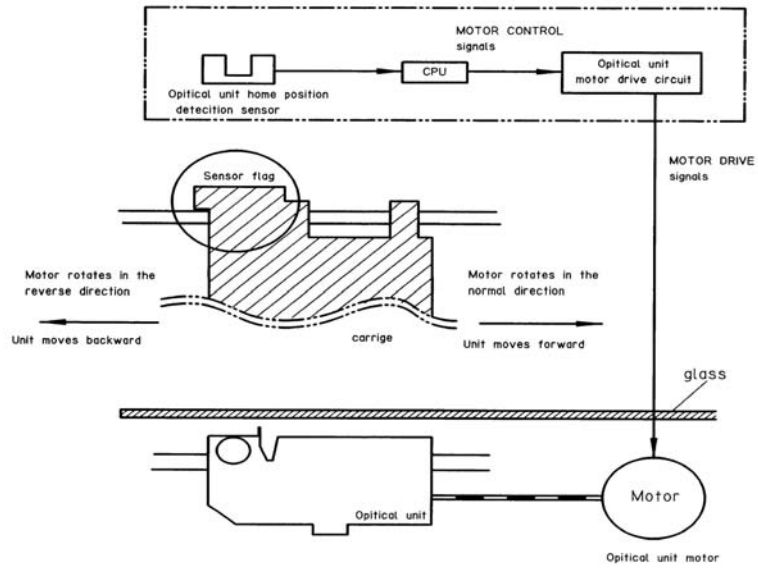 MOTOR CONTROL
signals
CPU
Opitical unit
motor drive circuit
Opitical unit home position
detecition sensor
MOTOR DRIVE
signals
Sensor flag
Motor rotates in the
reverse direction
Motor rotates in the
normal direction
Unit moves backward
carrige
Unit moves forward
glass
Motor
Opitical unit
Opitical unit motor